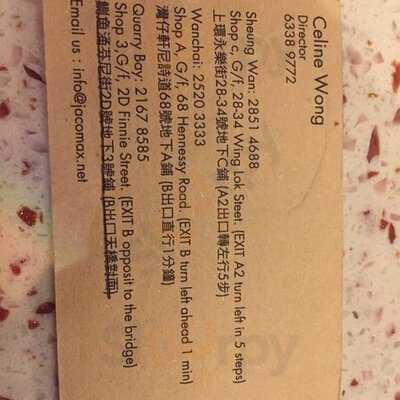 Celine Wong
Director
6338 9772
Sheung Wan: 2851 4688
Shop c, G/f, 28-34 Wing Lok Steet. (EXIT A2 turn left in 5 steps)
上環永樂街28-34號地下C鋪 (A2出口轉左行5步)
Wanchai: 2520 3333
Shop A, G/f, 68 Hennessy Road. (EXIT B turn left ahead 1 min)
灣仔軒尼詩道68號地下A鋪 (B出口直行1分鐘)
Quarry Bay: 2167 8585
Shop 3,G/f, 2D Finnie Street. (EXIT B opposit to the bridge)
鰂魚涌芬尼街2D號地下3號鋪 (B出口天橋對面)
Email us : info@jacomax.net